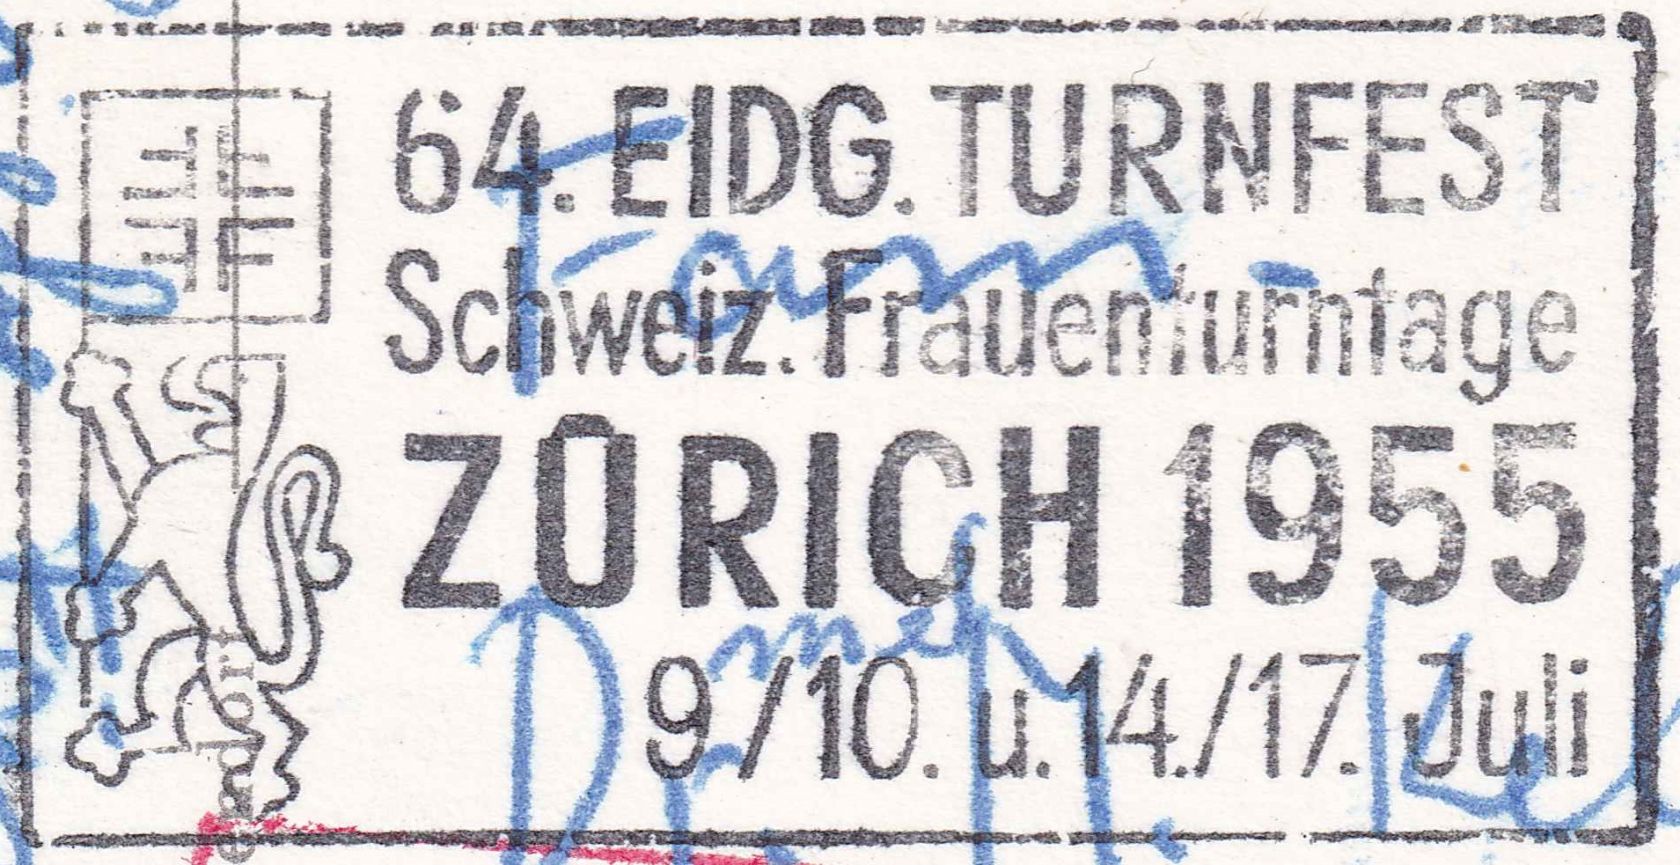 64. EIDG. TURNFEST
Schweiz. Frauenturntage
ZÜRICH 1955
9./10. u. 14./17. Juli